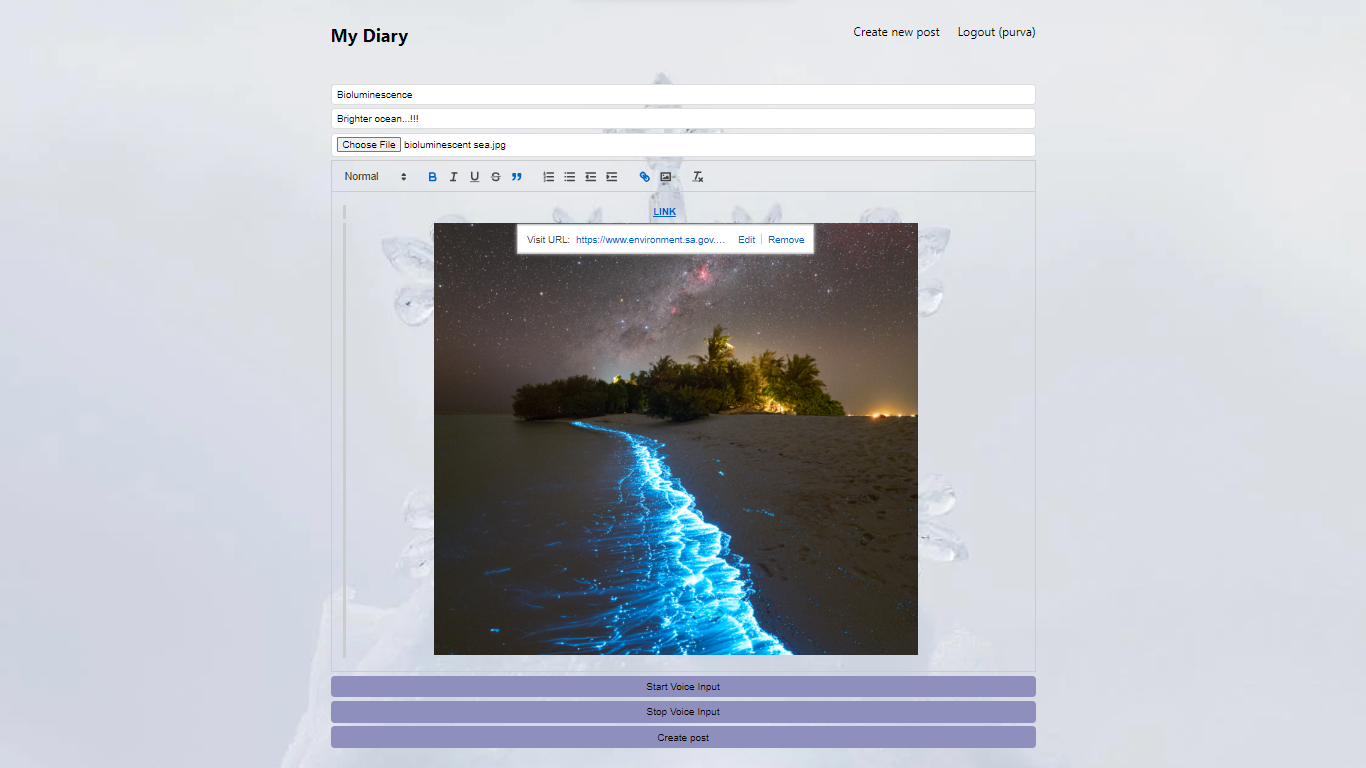 My Diary
Create new post Logout (purva)
Bioluminescence
Brighter ocean...!!!
Choose File bioluminescent sea.jpg
Normal B I U S
LINK
Visit URL: https://www.environment.sa.gov.... Edit Remove
Start Voice Input
Stop Voice Input
Create post